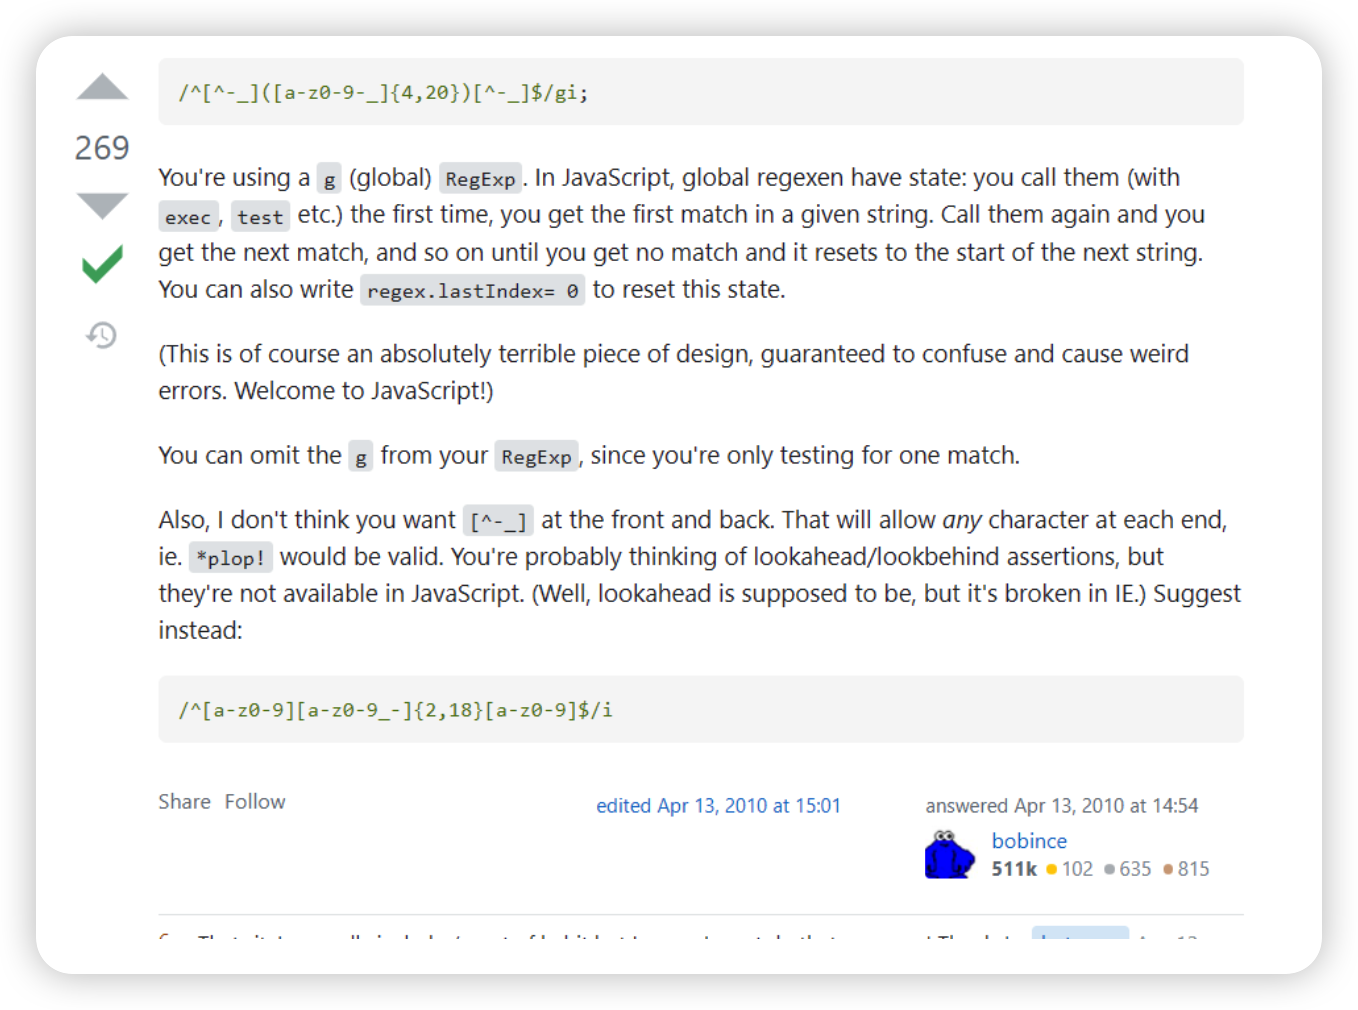 /^[^-_]([a-z0-9-_]{4,20})[^-_]$/gi;
269
You're using a g (global) RegExp. In JavaScript, global regexen have state: you call them (with
exec, test etc.) the first time, you get the first match in a given string. Call them again and you
get the next match, and so on until you get no match and it resets to the start of the next string.
You can also write regex.lastIndex= 0 to reset this state.
(This is of course an absolutely terrible piece of design, guaranteed to confuse and cause weird
errors. Welcome to JavaScript!)
You can omit the g from your RegExp, since you're only testing for one match.
Also, I don't think you want [^-_] at the front and back. That will allow any character at each end,
ie. *plop! would be valid. You're probably thinking of lookahead/lookbehind assertions, but
they're not available in JavaScript. (Well, lookahead is supposed to be, but it's broken in IE.) Suggest
instead:
/^[a-z0-9][a-z0-9_-]{2,18}[a-z0-9]$/i
Share Follow
edited Apr 13, 2010 at 15:01
answered Apr 13, 2010 at 14:54
bobince
511k 102 635 815